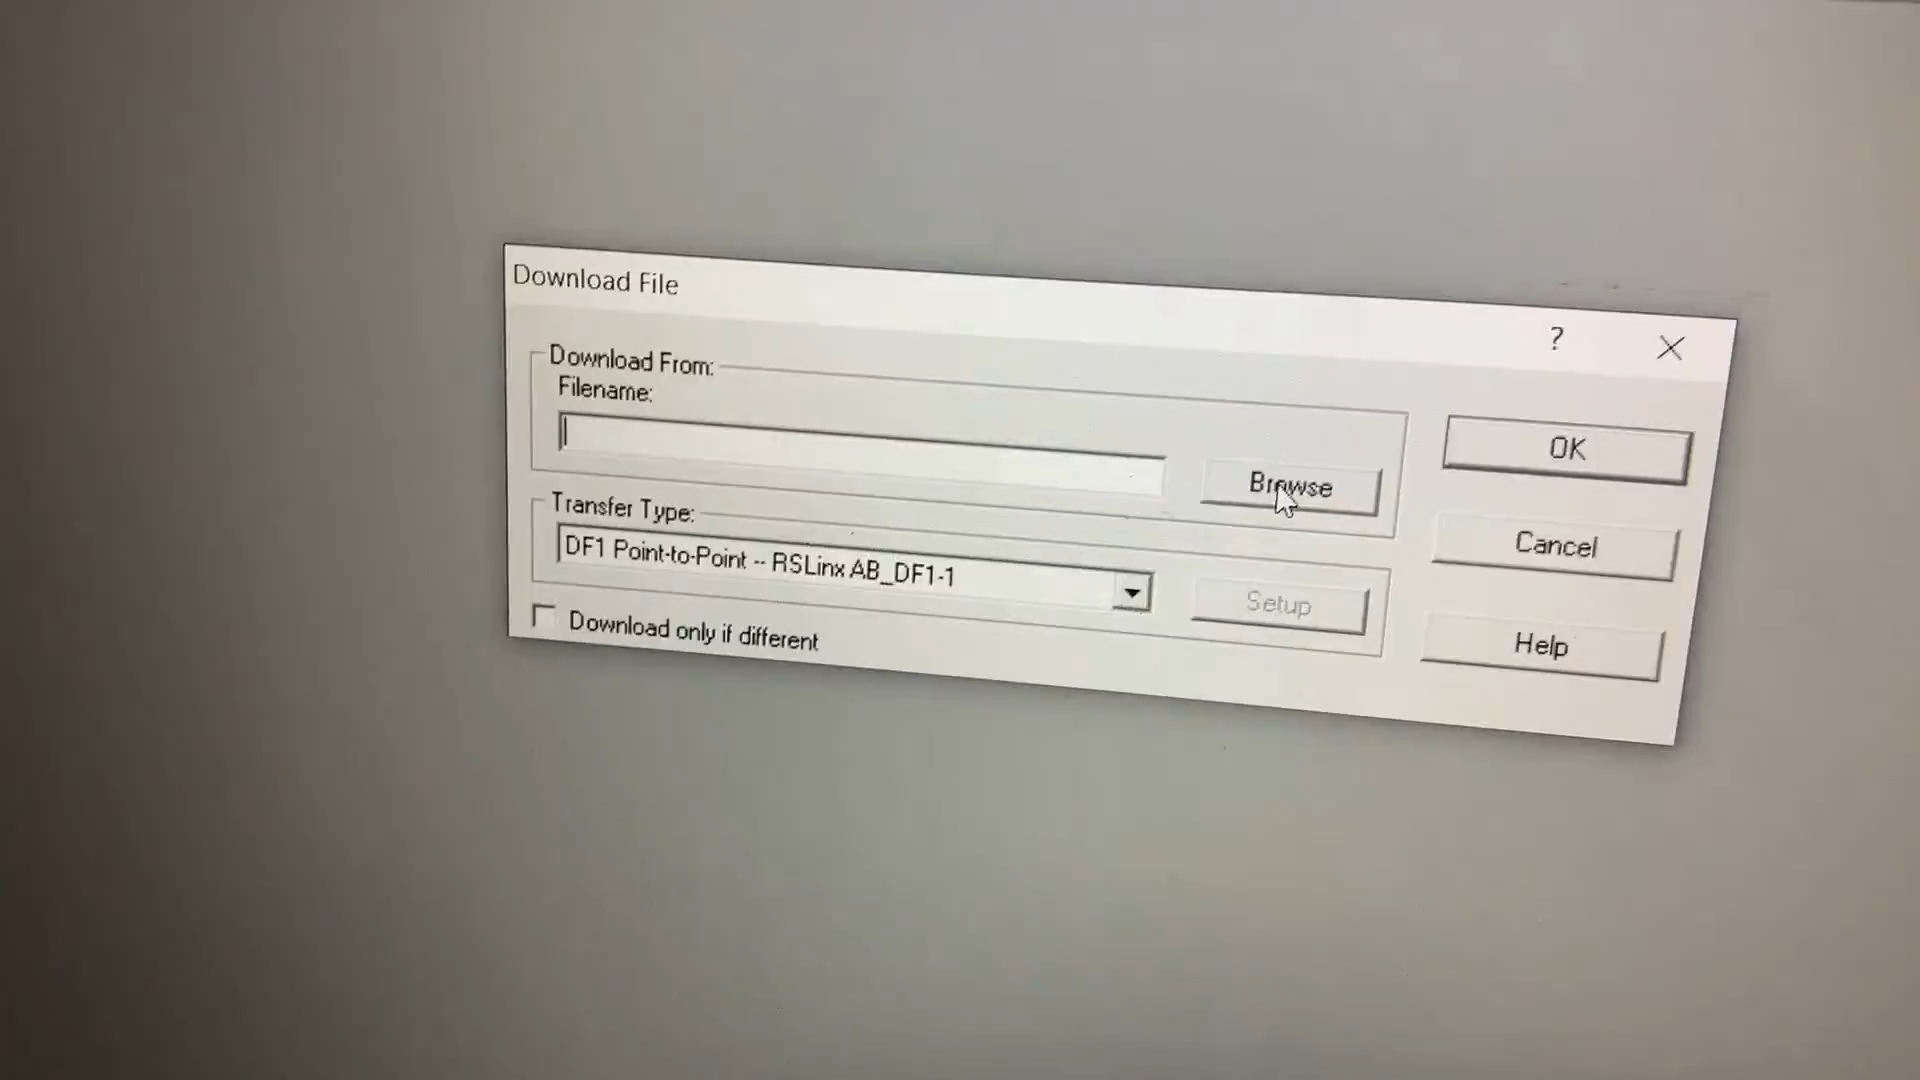 Download File
?
Download From:
Filename:
OK
Browse
Transfer Type:
DF1 Point-to-Point -- RSLinx AB_DF1-1
Cancel
Setup
Download only if different
Help